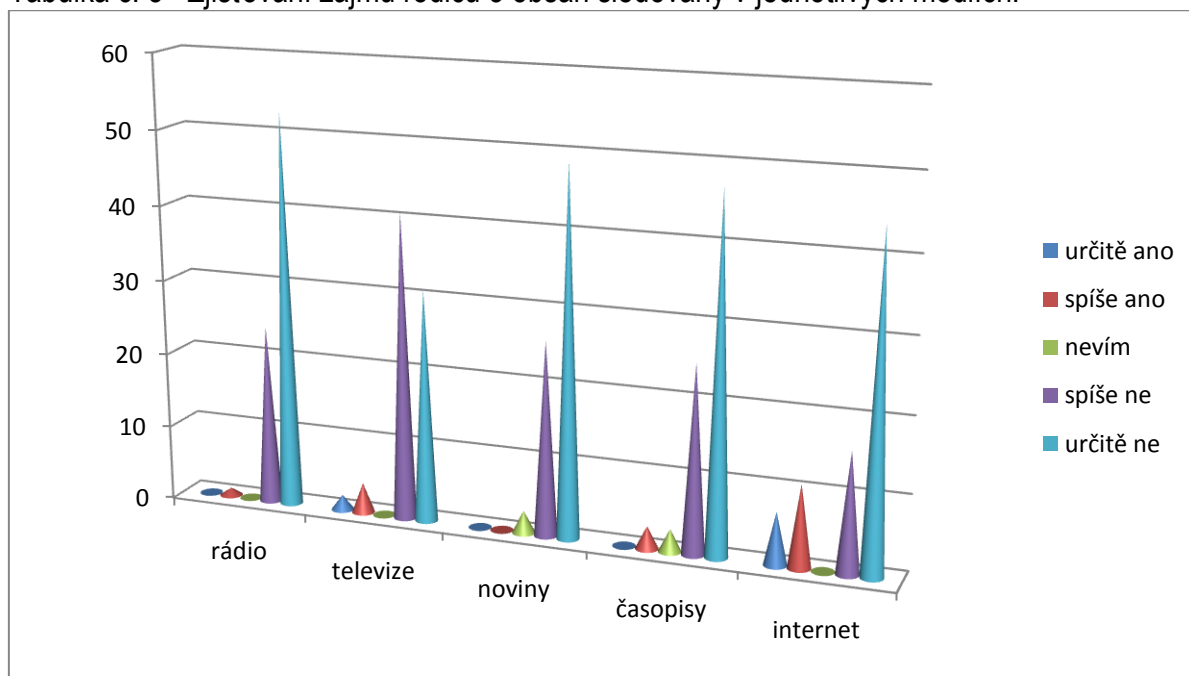 60
50
40
30
20
10
0
rádio
televize
noviny
časopisy
internet
určitě ano
spíše ano
nevím
spíše ne
určitě ne